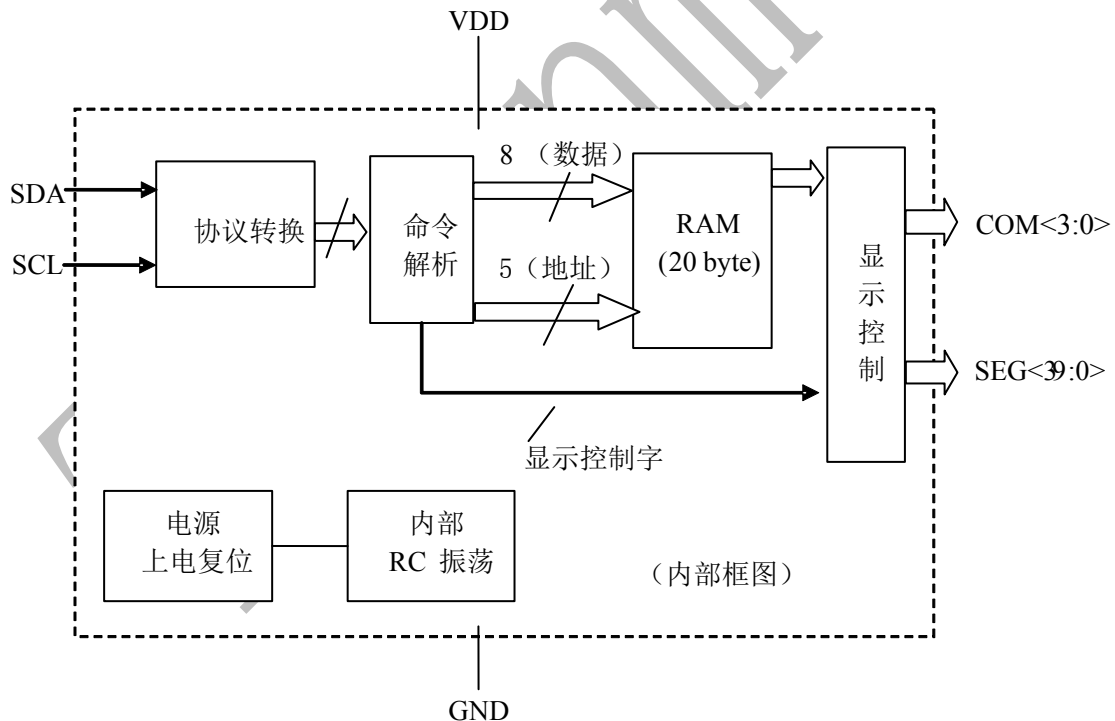 VDD
8 （数据）
SDA
SCL
协议转换
命令
解析
5（地址）
RAM
(20 byte)
显
示
控
制
COM<3:0>
SEG<39:0>
显示控制字
电源
上电复位
内部
RC 振荡
（内部框图）
GND